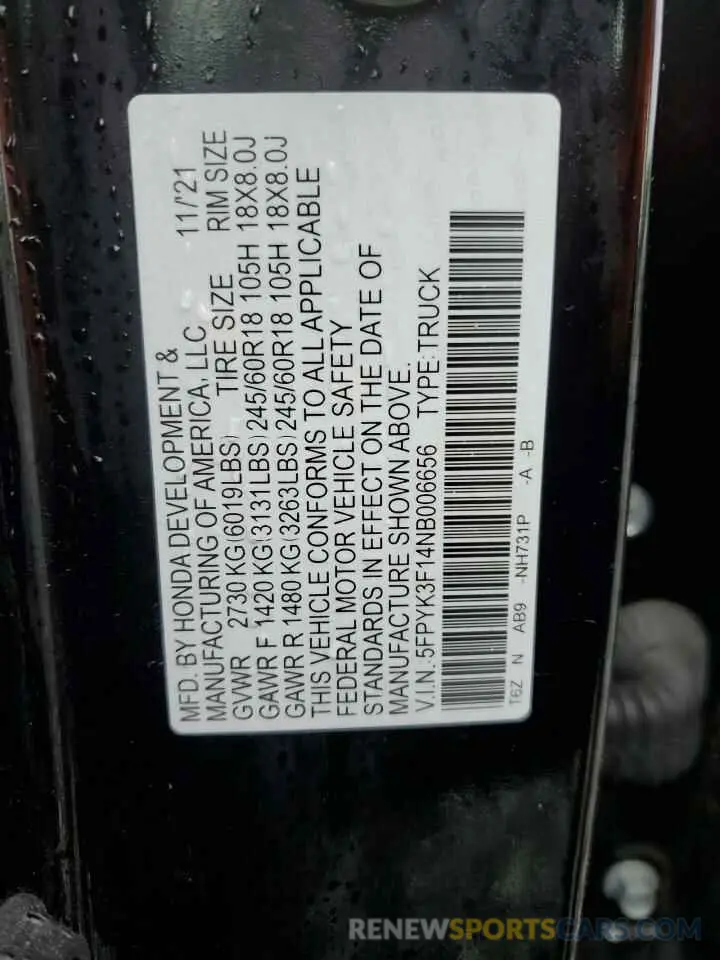 MFD. BY HONDA DEVELOPMENT &
MANUFACTURING OF AMERICA, LLC 11/'21
GVWR 2730 KG(6019LBS) TIRE SIZE RIM SIZE
GAWR F 1420 KG(3131LBS) 245/60R18 105H 18X8.0J
GAWR R 1480 KG(3263LBS) 245/60R18 105H 18X8.0J
THIS VEHICLE CONFORMS TO ALL APPLICABLE
FEDERAL MOTOR VEHICLE SAFETY
STANDARDS IN EFFECT ON THE DATE OF
MANUFACTURE SHOWN ABOVE.
V.I.N.:5FPYK3F14NB006656 TYPE: TRUCK
T6Z N AB9 -NH731P -A -B
RENEWSPORTSCARS.COM